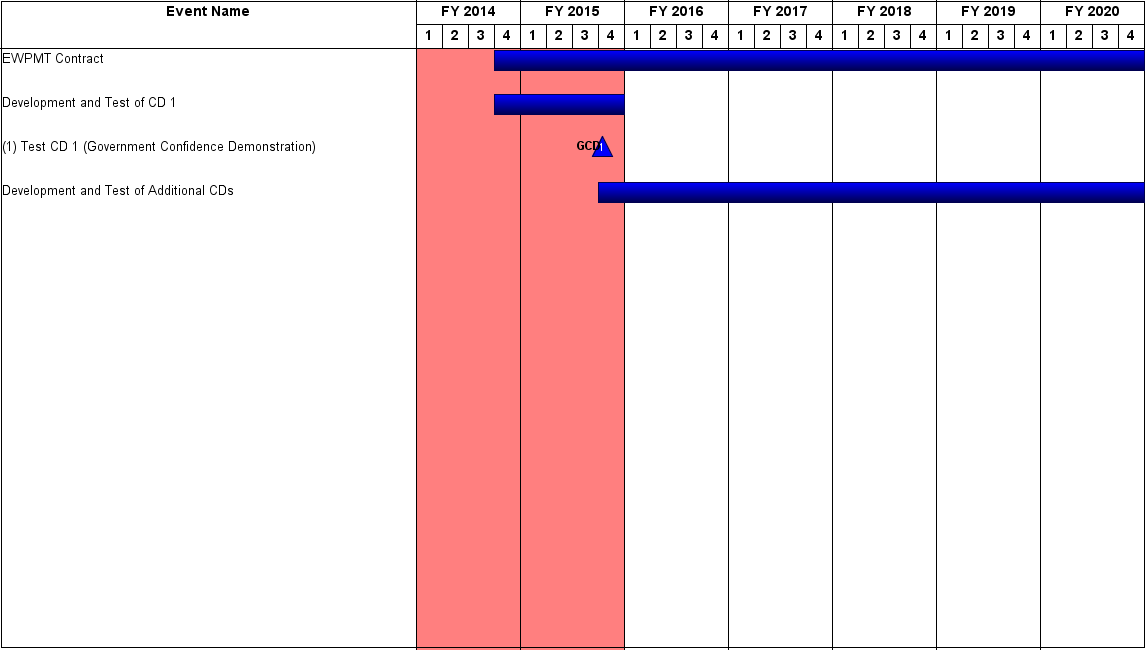 Event Name FY 2014 FY 2015 FY 2016 FY 2017 FY 2018 FY 2019 FY 2020
1 2 3 4 1 2 3 4 1 2 3 4 1 2 3 4 1 2 3 4 1 2 3 4 1 2 3 4
EWPMT Contract
Development and Test of CD 1
(1) Test CD 1 (Government Confidence Demonstration) GCD 1
Development and Test of Additional CDs